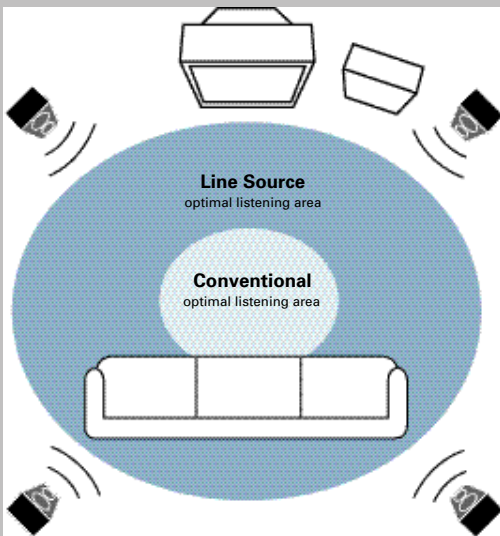 Line Source
optimal listening area
Conventional
optimal listening area